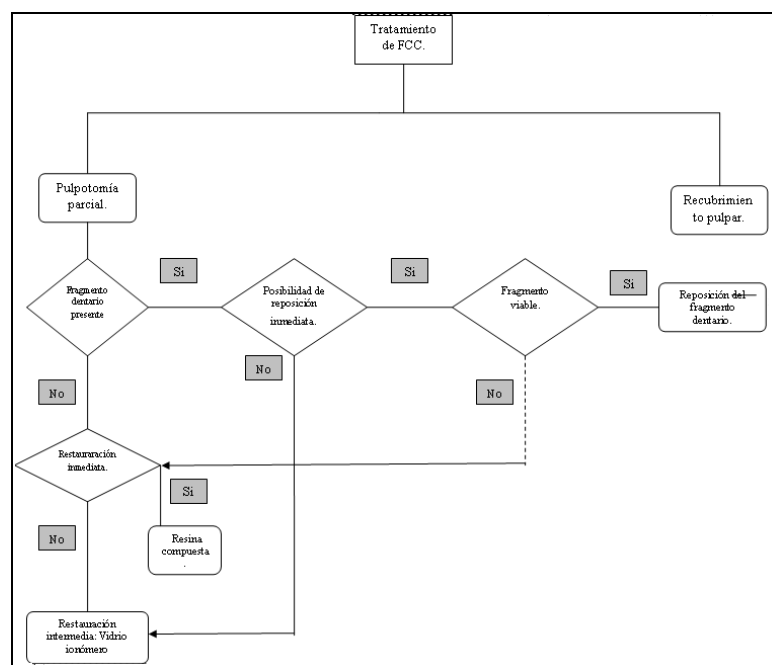 Tratamiento
de FCC.
Pulpotomía
parcial.
Recubrimien
to pulpar.
Fragmento
dentario
presente
Si
Posibilidad de
reposición
inmediata.
Si
Fragmento
viable.
Si
Reposición del
fragmento
dentario.
No
No
No
Restauraración
inmediata.
Si
Resina
compuesta
.
No
Restauración
intermedia: Vidrio
ionómero